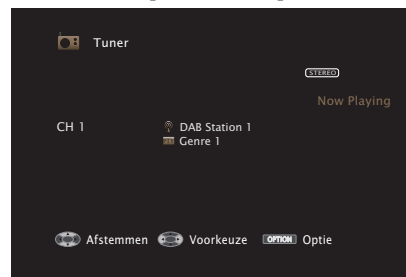 Tuner
STEREO
Now Playing
CH 1
DAB Station 1
Genre 1
Afstemmen Voorkeuze OPTION Optie